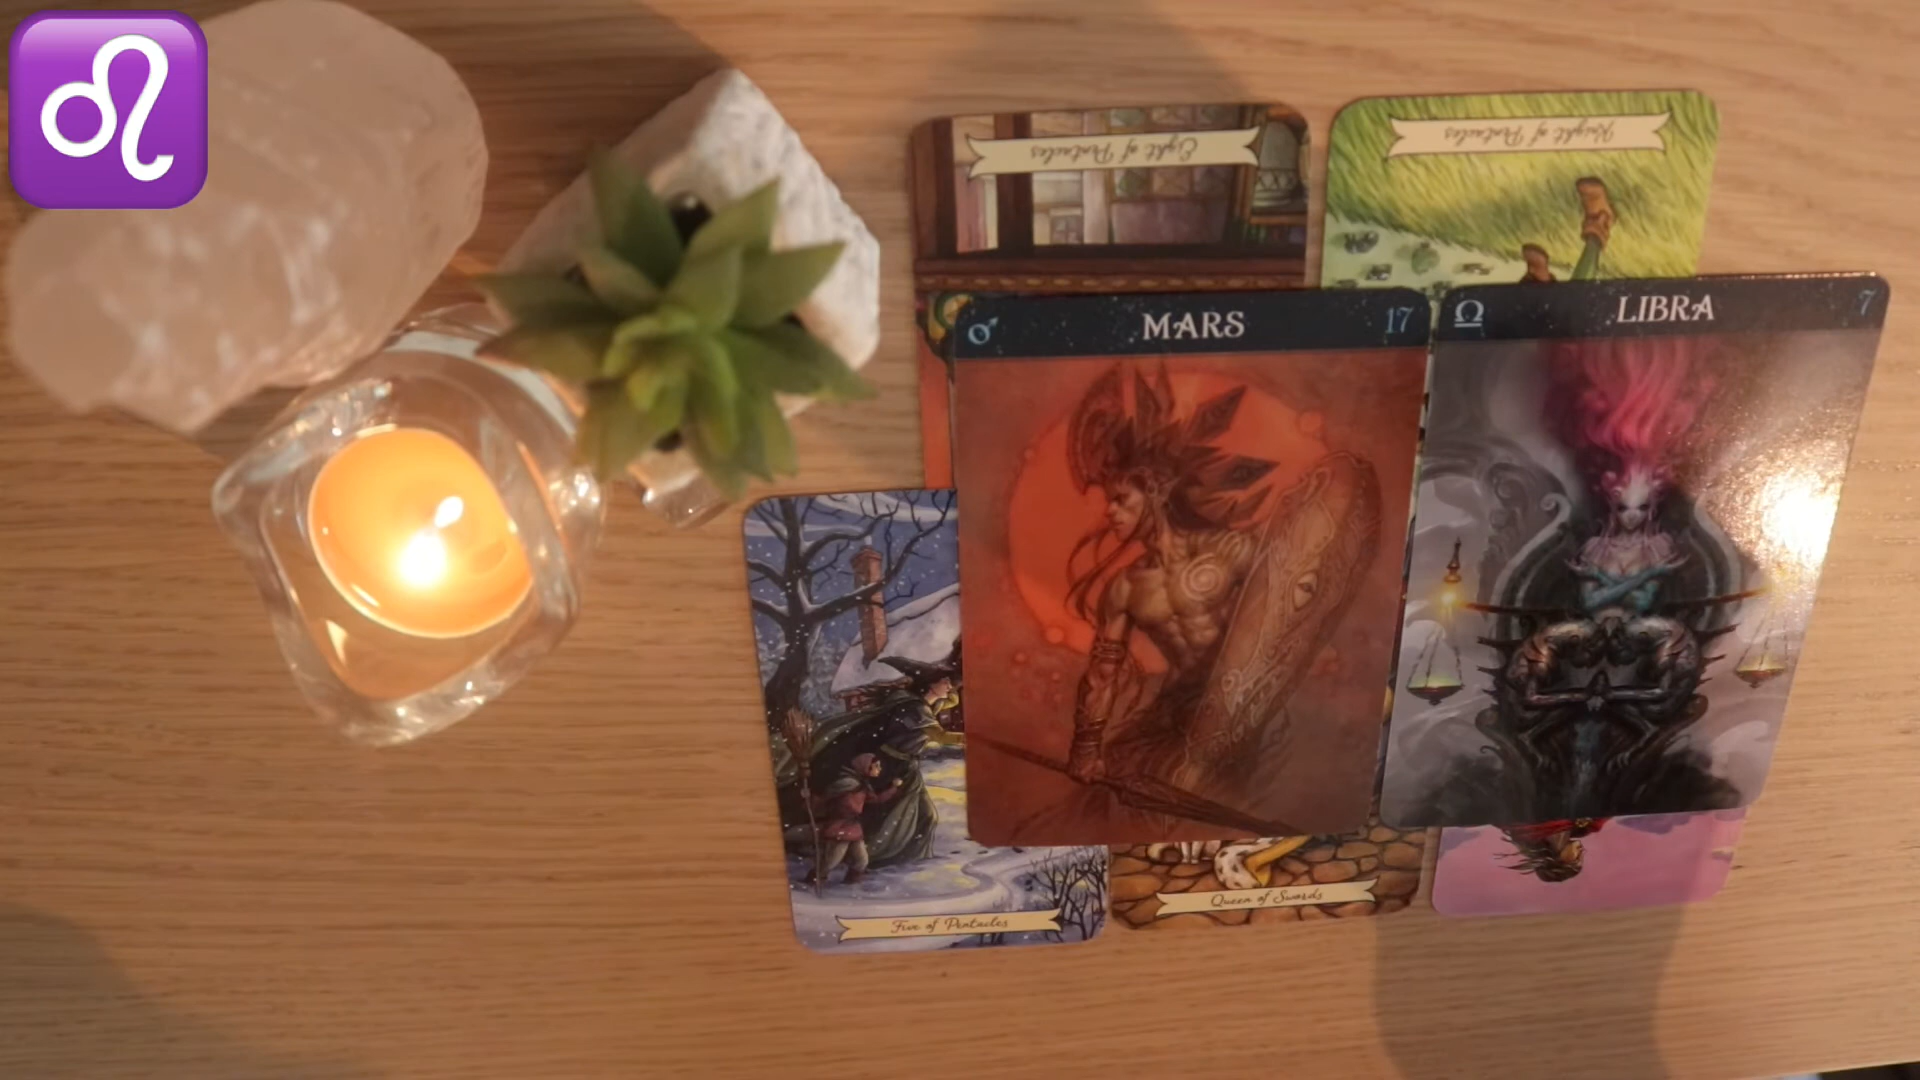 ♌
Eight of Pentacles
Knight of Pentacles
♂ MARS 17
♎ LIBRA 7
Five of Pentacles
Queen of Swords